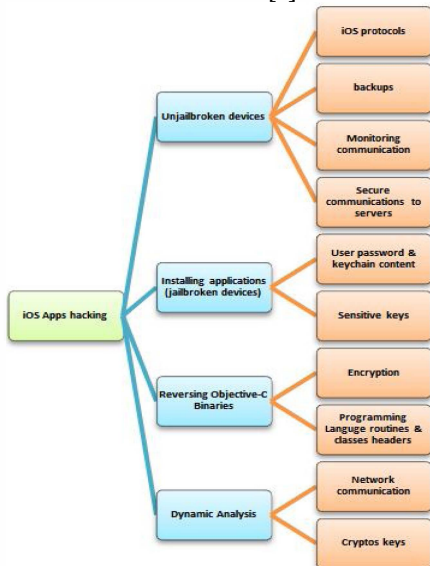 iOS protocols
backups
Unjailbroken devices
Monitoring
communication
Secure
communications to
servers
User password &
keychain content
Installing applications
(jailbroken devices)
Sensitive keys
iOS Apps hacking
Encryption
Reversing Objective-C
Binaries
Programming
Languge routines &
classes headers
Network
communication
Dynamic Analysis
Cryptos keys